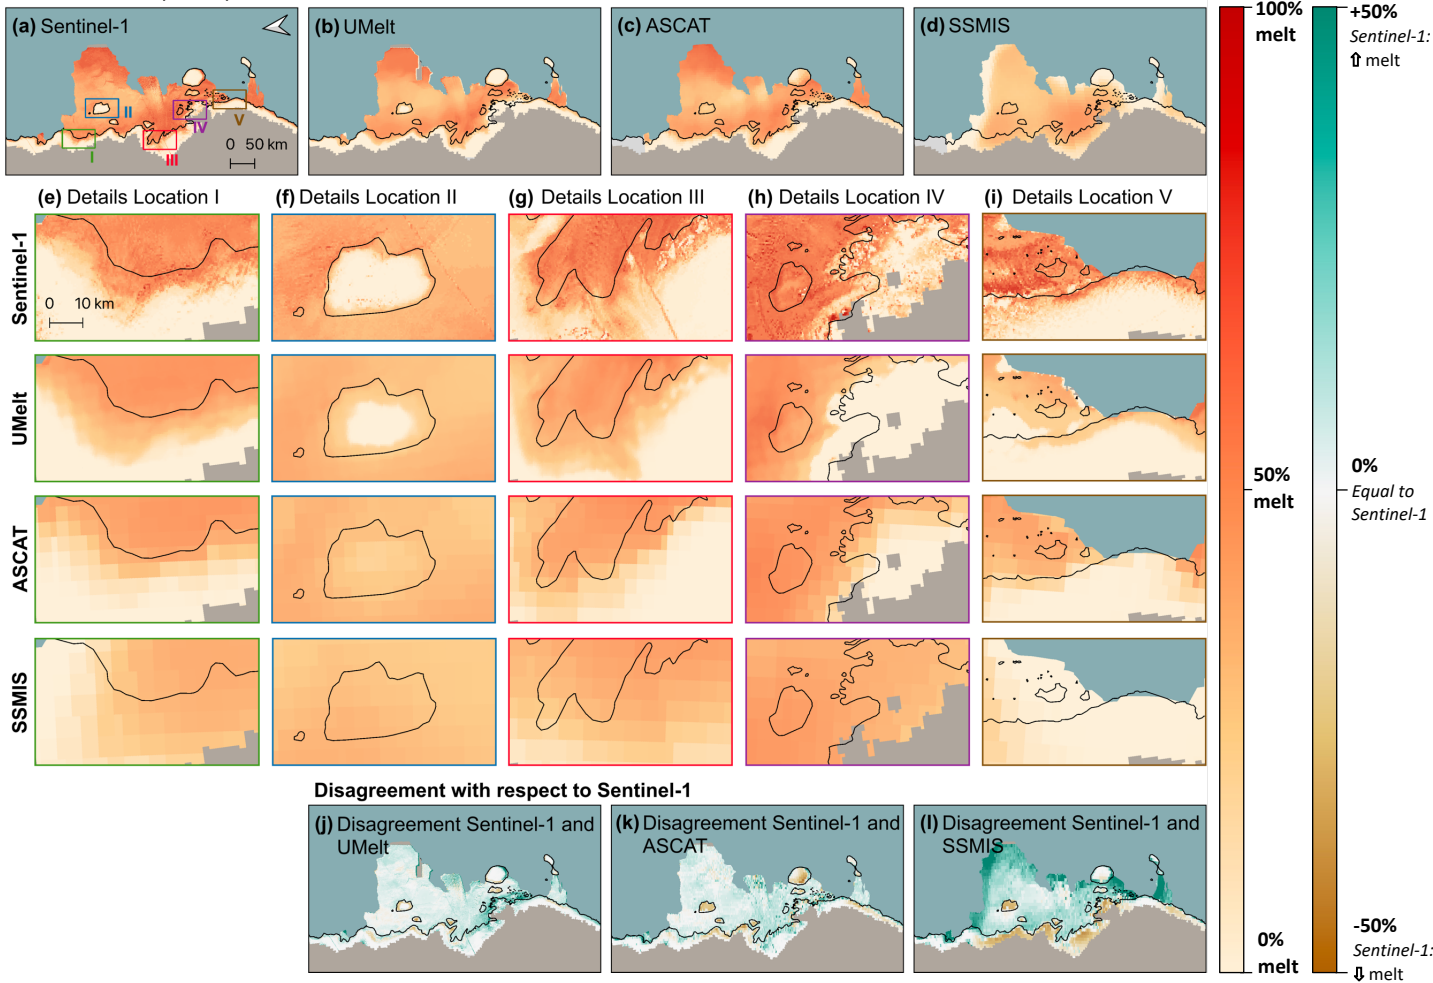 (a) Sentinel-1
(b) UMelt
(c) ASCAT
(d) SSMIS
I
II
III
IV
V
0 50 km
(e) Details Location I
(f) Details Location II
(g) Details Location III
(h) Details Location IV
(i) Details Location V
Sentinel-1
0 10 km
UMelt
ASCAT
SSMIS
Disagreement with respect to Sentinel-1
(j) Disagreement Sentinel-1 and
UMelt
(k) Disagreement Sentinel-1 and
ASCAT
(l) Disagreement Sentinel-1 and
SSMIS
100%
melt
50%
melt
0%
melt
+50%
Sentinel-1:
⇧ melt
0%
Equal to
Sentinel-1
-50%
Sentinel-1:
⇩ melt